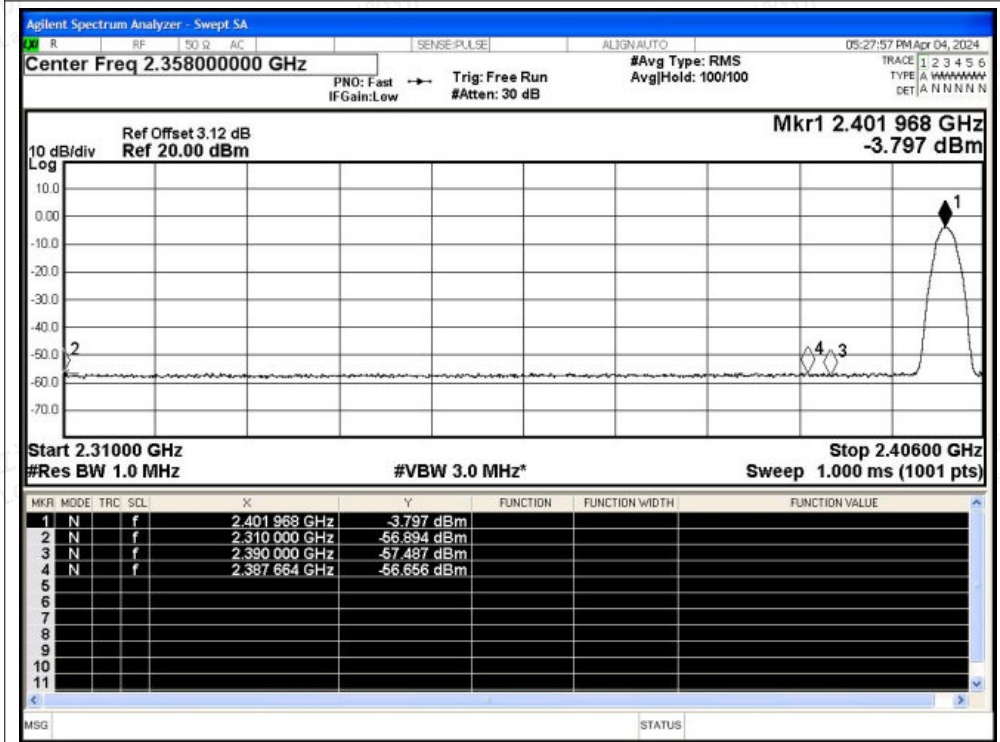 Agilent Spectrum Analyzer - Swept SA
LXI R RF 50 Ω AC SENSE:PULSE ALIGNAUTO 05:27:57 PM Apr 04, 2024
Center Freq 2.358000000 GHz
PNO: Fast
IFGain:Low
Trig: Free Run
#Atten: 30 dB
#Avg Type: RMS
Avg|Hold: 100/100
TRACE 1 2 3 4 5 6
TYPE A WWWWW
DET A N N N N N
Ref Offset 3.12 dB
10 dB/div Ref 20.00 dBm
Log
Mkr1 2.401 968 GHz
-3.797 dBm
10.0
0.00
-10.0
-20.0
-30.0
-40.0
-50.0
-60.0
-70.0
1
2
4
3
Start 2.31000 GHz Stop 2.40600 GHz
#Res BW 1.0 MHz #VBW 3.0 MHz* Sweep 1.000 ms (1001 pts)
MKR MODE TRC SCL X Y FUNCTION FUNCTION WIDTH FUNCTION VALUE
1 N f 2.401 968 GHz -3.797 dBm
2 N f 2.310 000 GHz -56.894 dBm
3 N f 2.390 000 GHz -57.487 dBm
4 N f 2.387 664 GHz -56.656 dBm
5
6
7
8
9
10
11
MSG STATUS